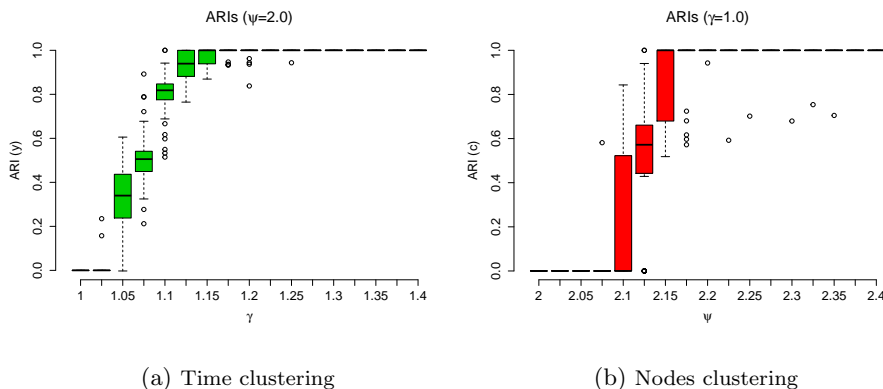 ARIs (ψ=2.0)
ARI (y)
0.0 0.2 0.4 0.6 0.8 1.0
1 1.05 1.1 1.15 1.2 1.25 1.3 1.35 1.4
γ
(a) Time clustering
ARIs (γ=1.0)
ARI (c)
0.0 0.2 0.4 0.6 0.8 1.0
2 2.05 2.1 2.15 2.2 2.25 2.3 2.35 2.4
ψ
(b) Nodes clustering